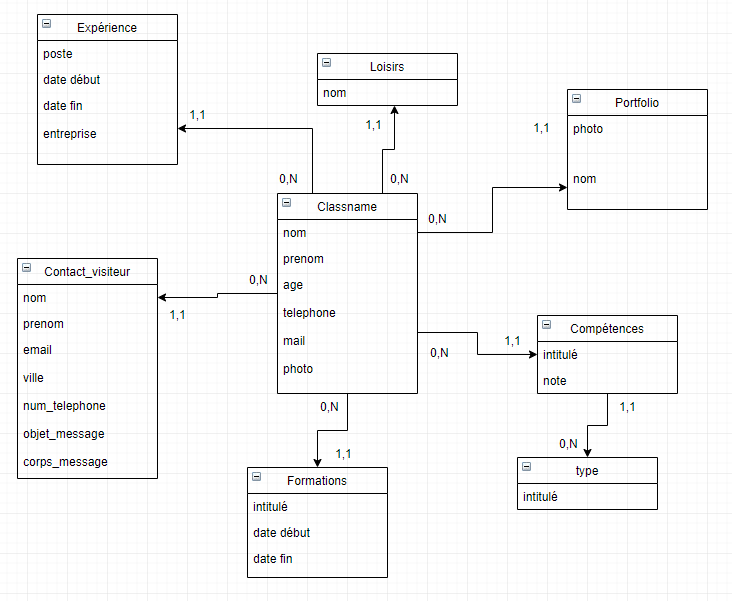 Expérience
poste
date début
date fin
entreprise
1,1
0,N
Loisirs
nom
1,1
0,N
Portfolio
photo
nom
1,1
0,N
Classname
nom
prenom
age
telephone
mail
photo
Contact_visiteur
nom
prenom
email
ville
num_telephone
objet_message
corps_message
0,N
1,1
Compétences
intitulé
note
1,1
0,N
1,1
0,N
type
intitulé
0,N
1,1
Formations
intitulé
date début
date fin